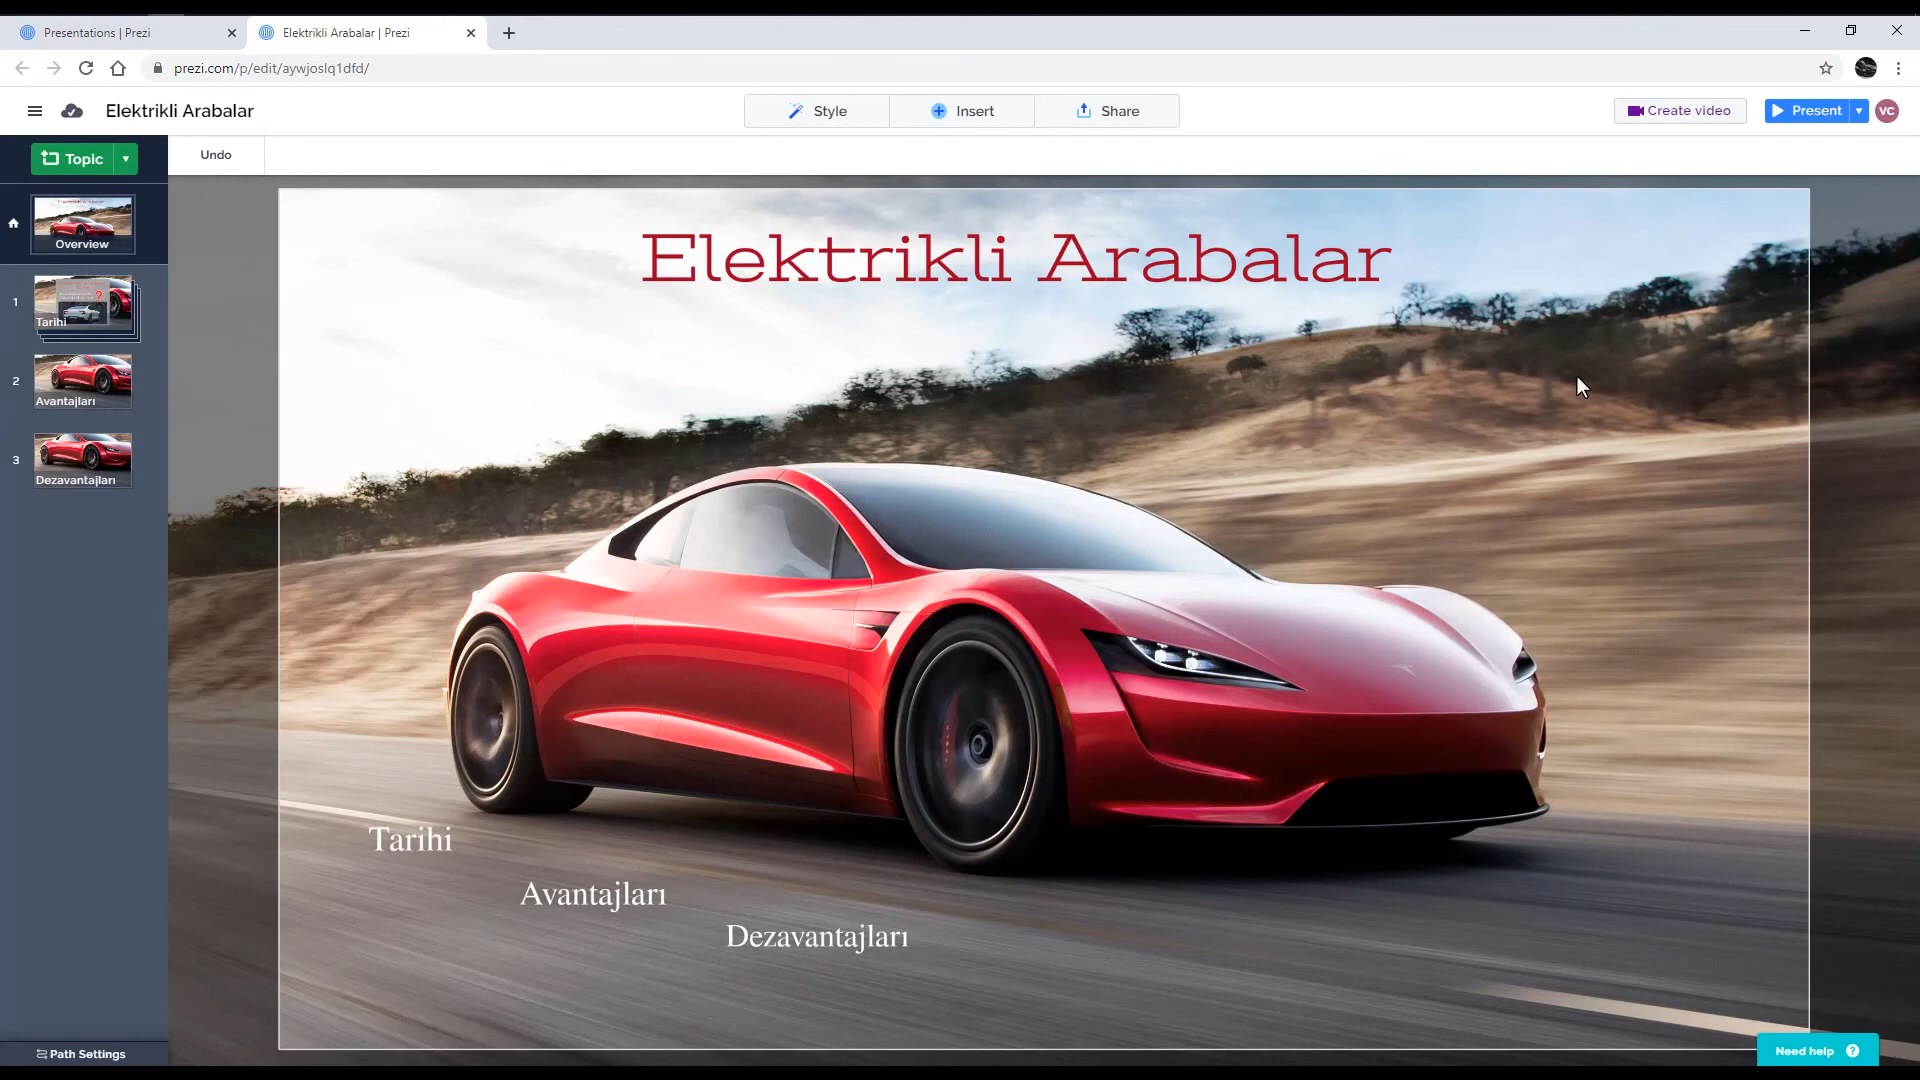 Presentations | Prezi
Elektrikli Arabalar | Prezi
prezi.com/p/edit/aywjoslq1dfd/
Elektrikli Arabalar
Style
Insert
Share
Create video
Present
VC
Topic
Undo
Overview
1
Tarihi
2
Avantajları
3
Dezavantajları
Elektrikli Arabalar
Tarihi
Avantajları
Dezavantajları
Path Settings
Need help ?